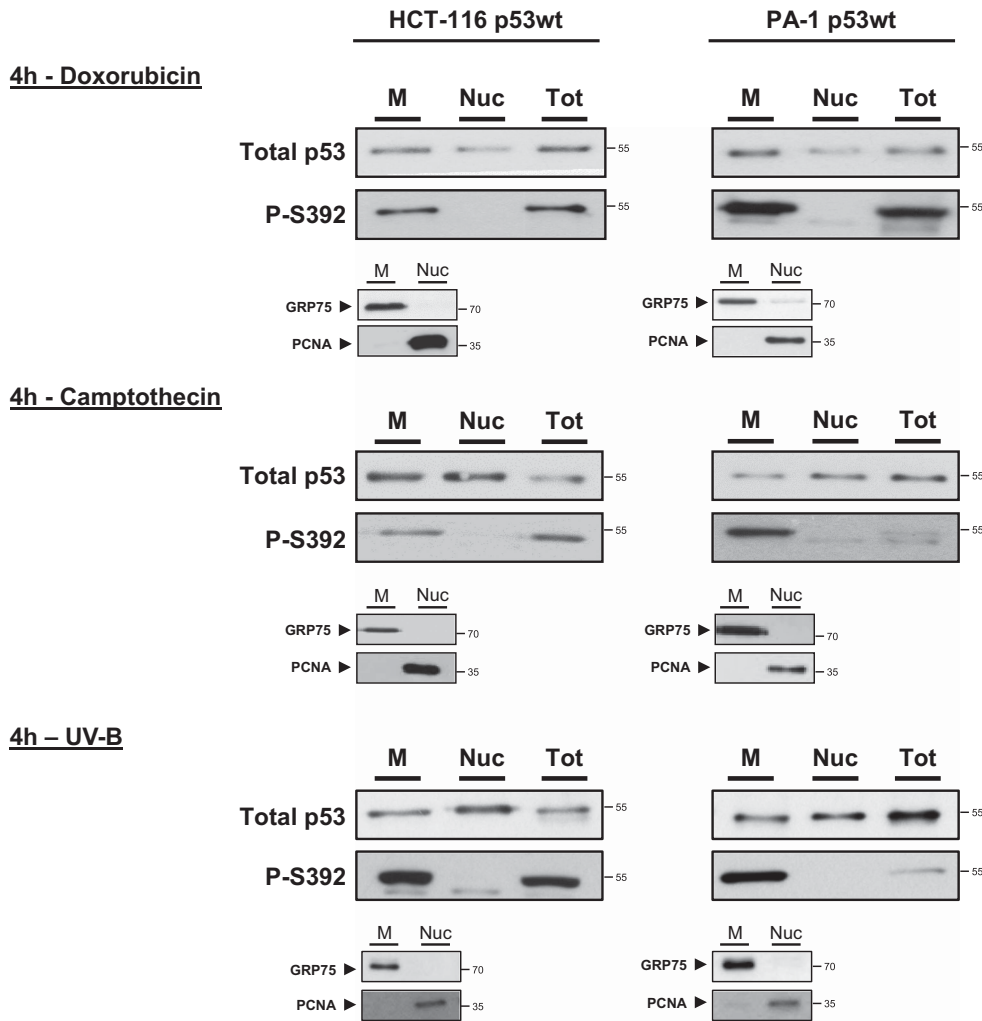 HCT-116 p53wt PA-1 p53wt
4h - Doxorubicin
M Nuc Tot M Nuc Tot
Total p53 55 55
P-S392 55 55
M Nuc M Nuc
GRP75 70 GRP75 70
PCNA 35 PCNA 35
4h - Camptothecin
M Nuc Tot M Nuc Tot
Total p53 55 55
P-S392 55 55
M Nuc M Nuc
GRP75 70 GRP75 70
PCNA 35 PCNA 35
4h – UV-B
M Nuc Tot M Nuc Tot
Total p53 55 55
P-S392 55 55
M Nuc M Nuc
GRP75 70 GRP75 70
PCNA 35 PCNA 35